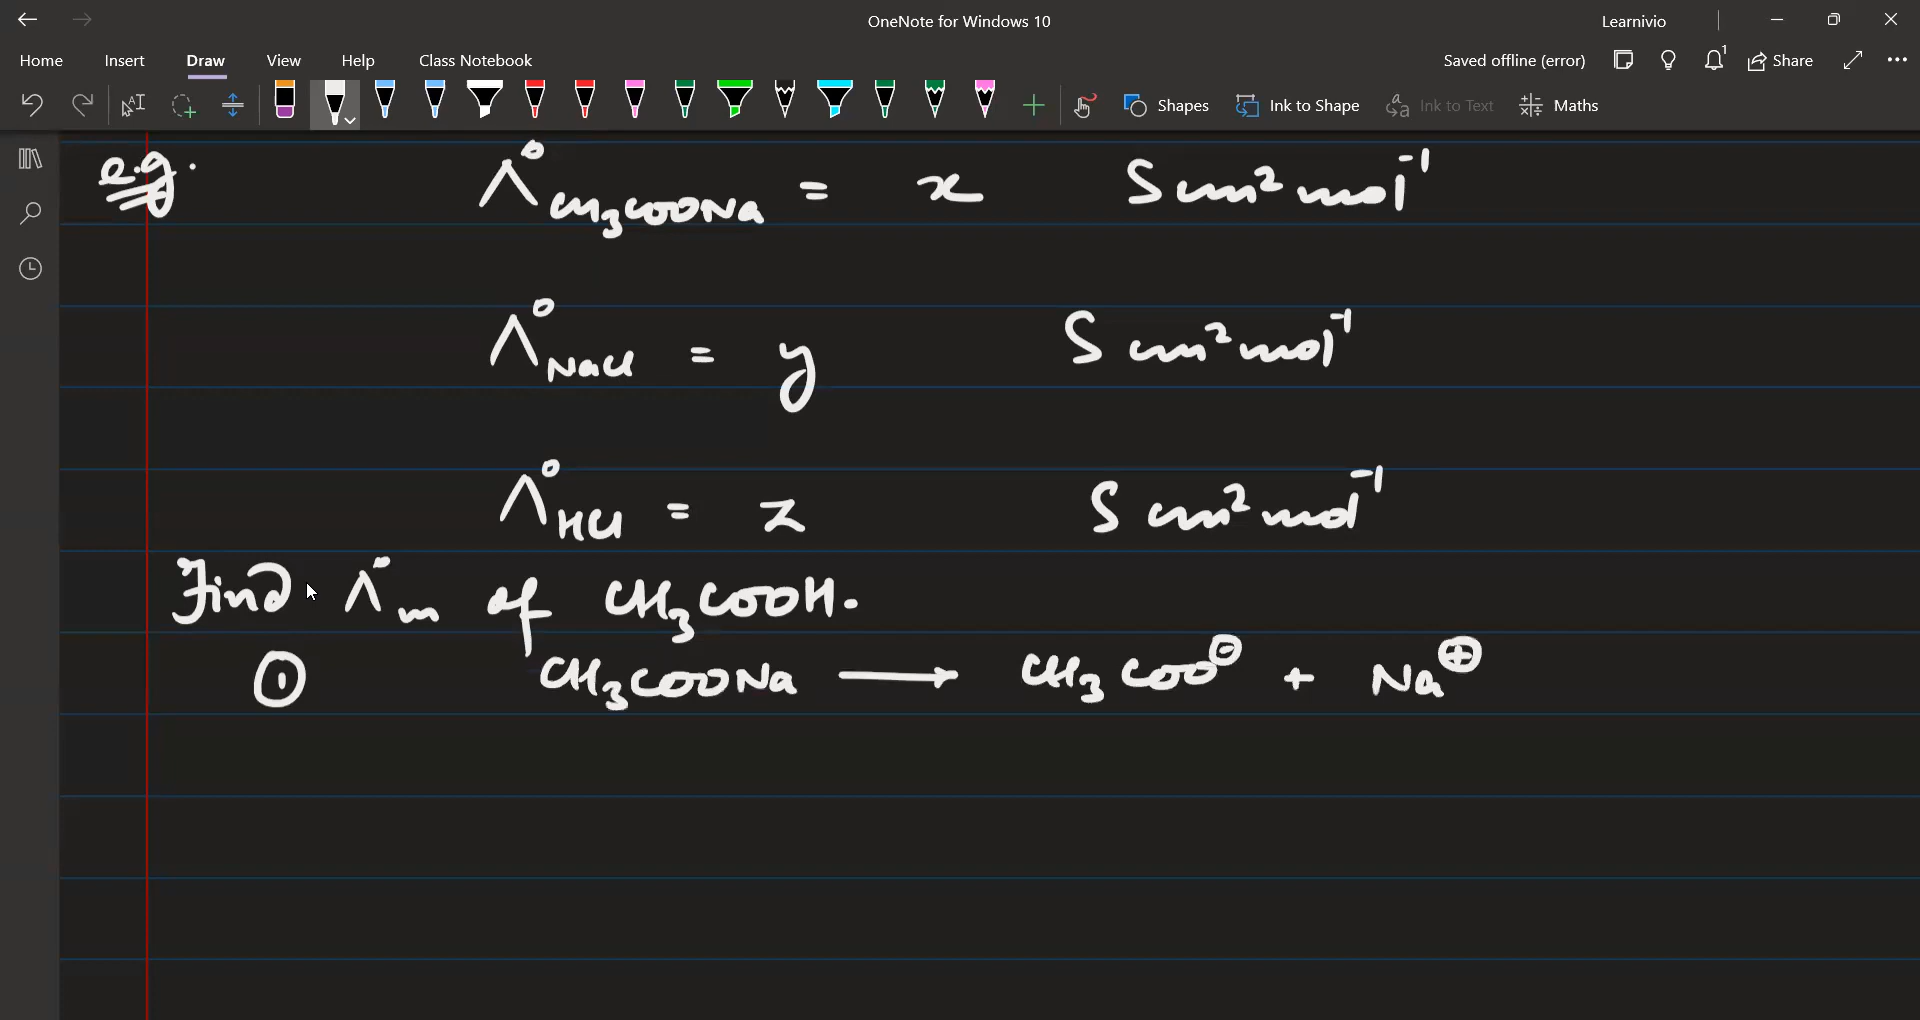 OneNote for Windows 10
Learnivio
Home Insert Draw View Help Class Notebook
Saved offline (error) 1 Share
Shapes Ink to Shape Ink to Text Maths
e.g. Λ°CH₃COONa = x S cm² mol⁻¹
Λ°NaCl = y S cm² mol⁻¹
Λ°HCl = z S cm² mol⁻¹
Find Λ°m of CH₃COOH.
① CH₃COONa ⟶ CH₃COO⊖ + Na⊕